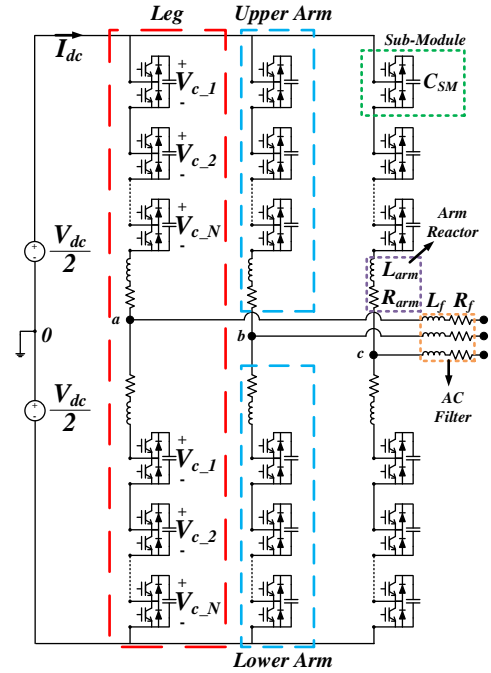 Leg
Upper Arm
I_dc
Sub-Module
+
V_c_1
-
C_SM
+
V_c_2
-
+
V_c_N
-
Arm
Reactor
V_dc
2
+
-
L_arm
R_arm
L_f R_f
a
0
b
c
V_dc
2
+
-
AC
Filter
+
V_c_1
-
+
V_c_2
-
+
V_c_N
-
Lower Arm